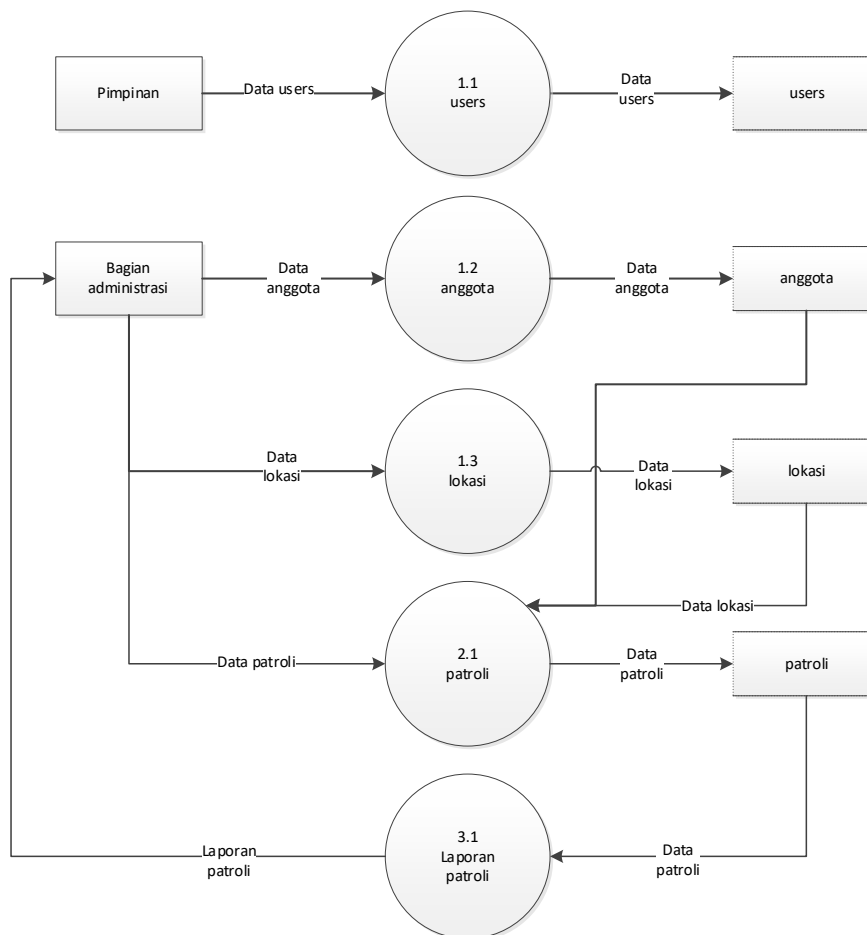 Pimpinan
Data users
1.1
users
Data
users
users
Bagian
administrasi
Data
anggota
1.2
anggota
Data
anggota
anggota
Data
lokasi
1.3
lokasi
Data
lokasi
lokasi
Data lokasi
Data patroli
2.1
patroli
Data
patroli
patroli
Laporan
patroli
3.1
Laporan
patroli
Data
patroli